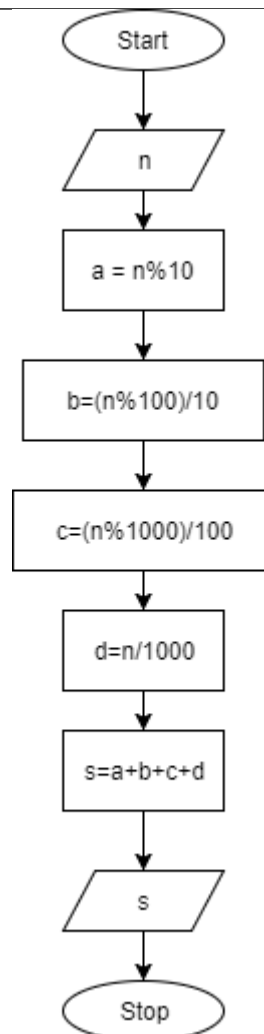 Start
n
a = n%10
b=(n%100)/10
c=(n%1000)/100
d=n/1000
s=a+b+c+d
s
Stop